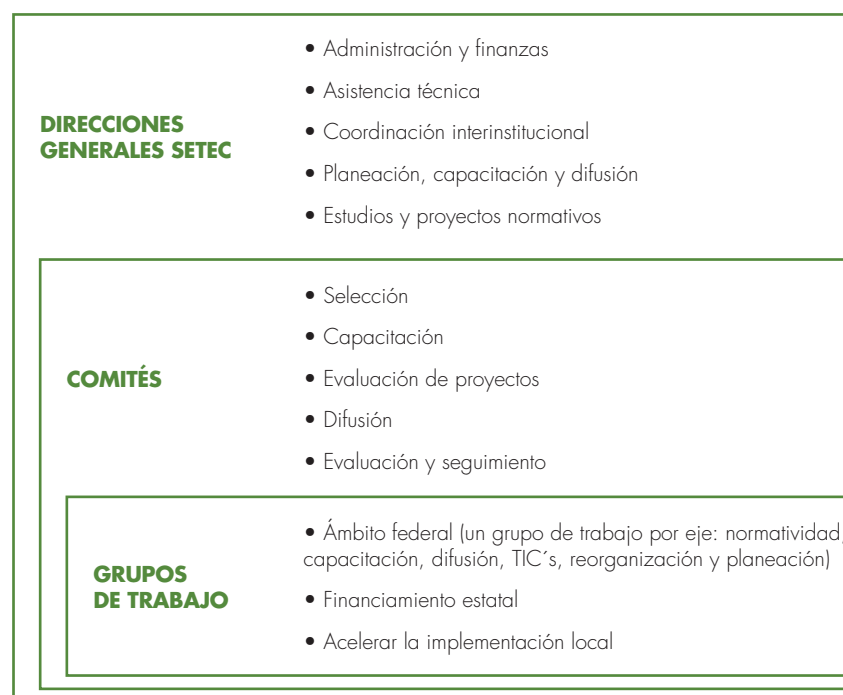 • Administración y finanzas
• Asistencia técnica
DIRECCIONES
GENERALES SETEC
• Coordinación interinstitucional
• Planeación, capacitación y difusión
• Estudios y proyectos normativos
• Selección
• Capacitación
COMITÉS
• Evaluación de proyectos
• Difusión
• Evaluación y seguimiento
• Ámbito federal (un grupo de trabajo por eje: normatividad,
capacitación, difusión, TIC´s, reorganización y planeación)
GRUPOS
DE TRABAJO
• Financiamiento estatal
• Acelerar la implementación local